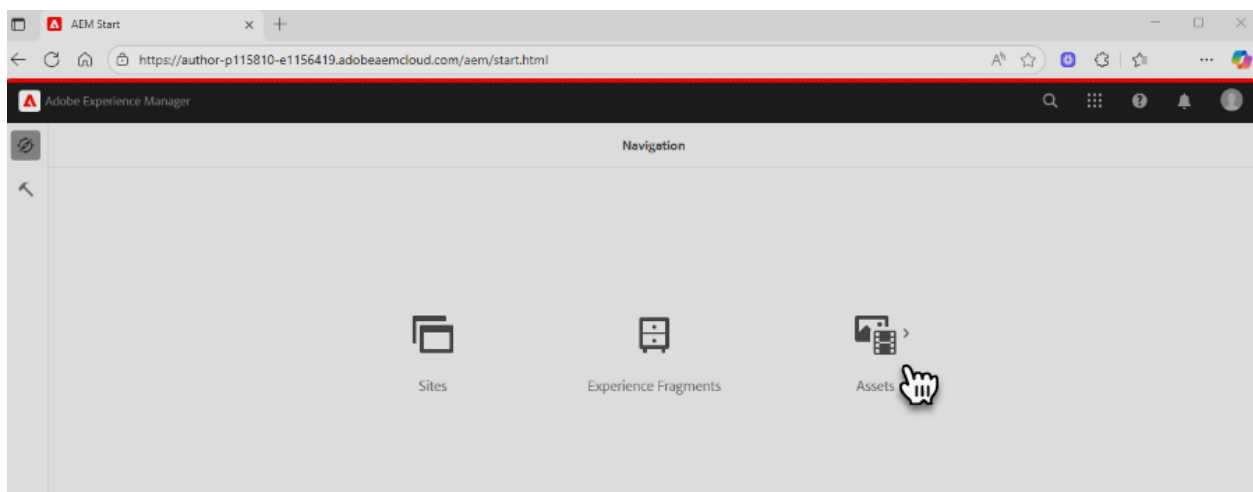 AEM Start
https://author-p115810-e1156419.adobeaemcloud.com/aem/start.html
Adobe Experience Manager
Navigation
Sites
Experience Fragments
Assets